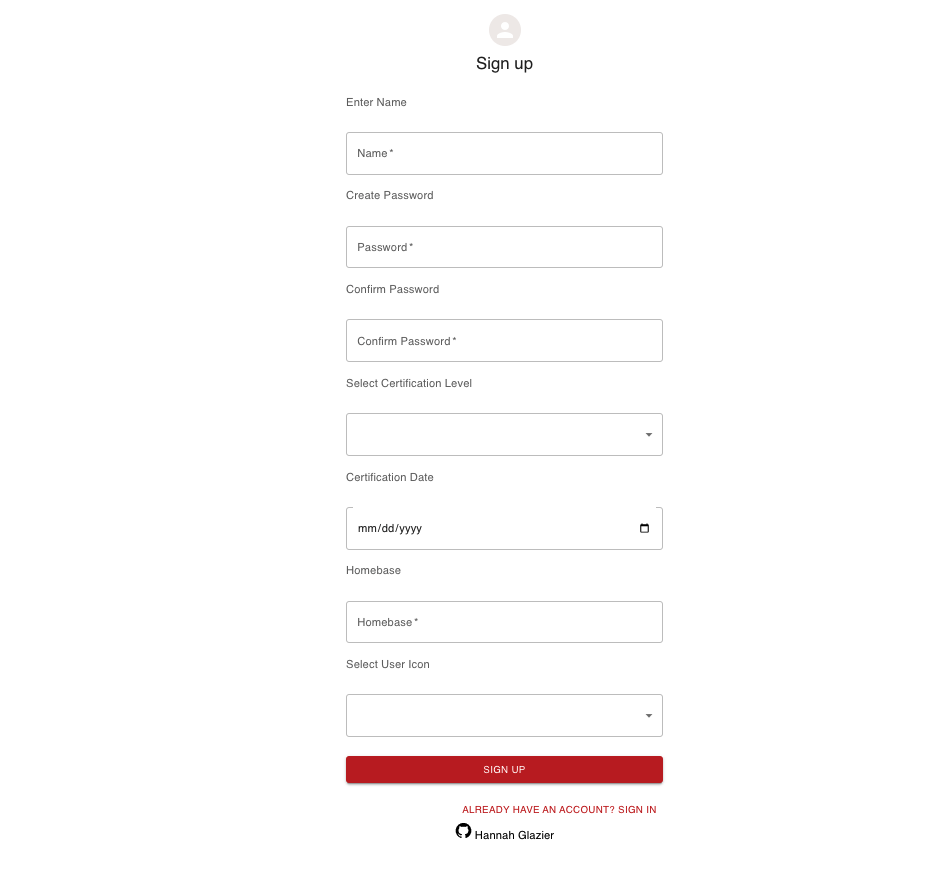 Sign up
Enter Name
Name *
Create Password
Password *
Confirm Password
Confirm Password *
Select Certification Level
Certification Date
mm/dd/yyyy
Homebase
Homebase *
Select User Icon
SIGN UP
ALREADY HAVE AN ACCOUNT? SIGN IN
Hannah Glazier